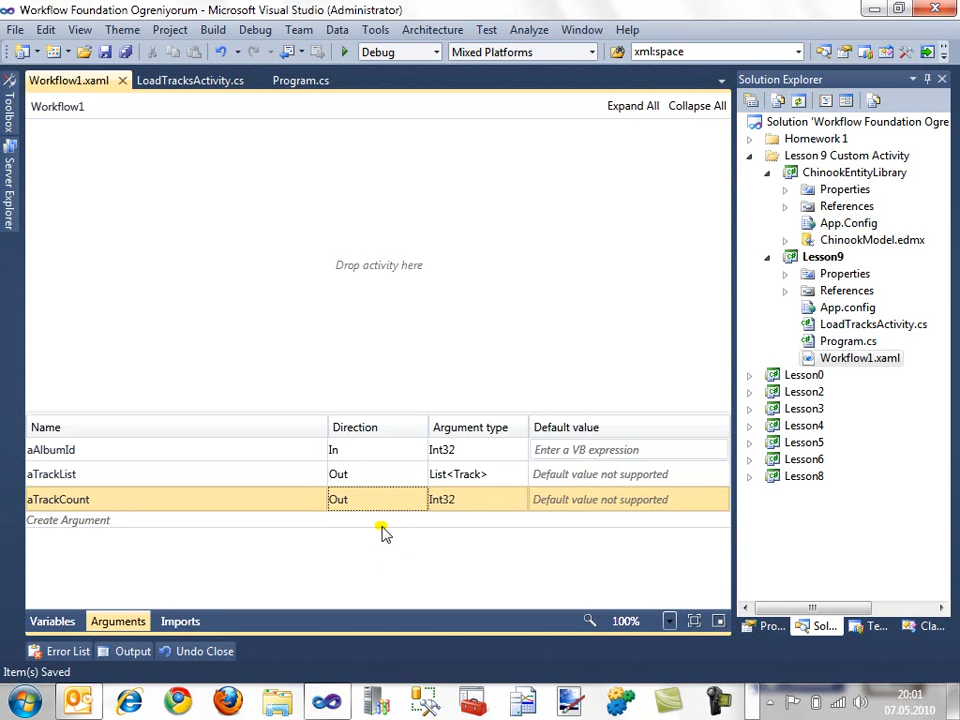 Workflow Foundation Ogreniyorum - Microsoft Visual Studio (Administrator)
File Edit View Theme Project Build Debug Team Data Tools Architecture Test Analyze Window Help
Debug Mixed Platforms xml:space
Workflow1.xaml LoadTracksActivity.cs Program.cs
Workflow1 Expand All Collapse All
Drop activity here
Name Direction Argument type Default value
aAlbumId In Int32 Enter a VB expression
aTrackList Out List<Track> Default value not supported
aTrackCount Out Int32 Default value not supported
Create Argument
Variables Arguments Imports 100%
Error List Output Undo Close
Item(s) Saved
Toolbox
Server Explorer
Solution Explorer
Solution 'Workflow Foundation Ogre
Homework 1
Lesson 9 Custom Activity
ChinookEntityLibrary
Properties
References
App.Config
ChinookModel.edmx
Lesson9
Properties
References
App.config
LoadTracksActivity.cs
Program.cs
Workflow1.xaml
Lesson0
Lesson2
Lesson3
Lesson4
Lesson5
Lesson6
Lesson8
Pro... Sol... Te... Cla...
20:01
07.05.2010